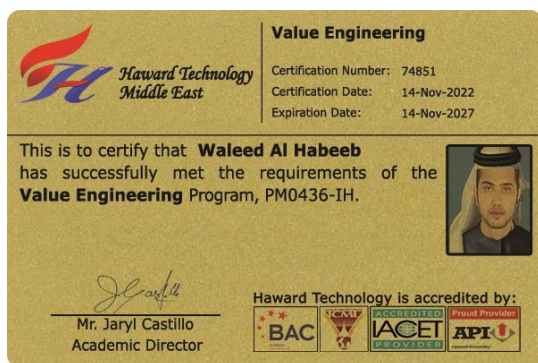 Haward Technology
Middle East
Value Engineering
Certification Number: 74851
Certification Date: 14-Nov-2022
Expiration Date: 14-Nov-2027
This is to certify that Waleed Al Habeeb
has successfully met the requirements of the
Value Engineering Program, PM0436-IH.
Mr. Jaryl Castillo
Academic Director
Haward Technology is accredited by:
BAC
TCMI
ACCREDITED
IACET
PROVIDER
Proud Provider
API